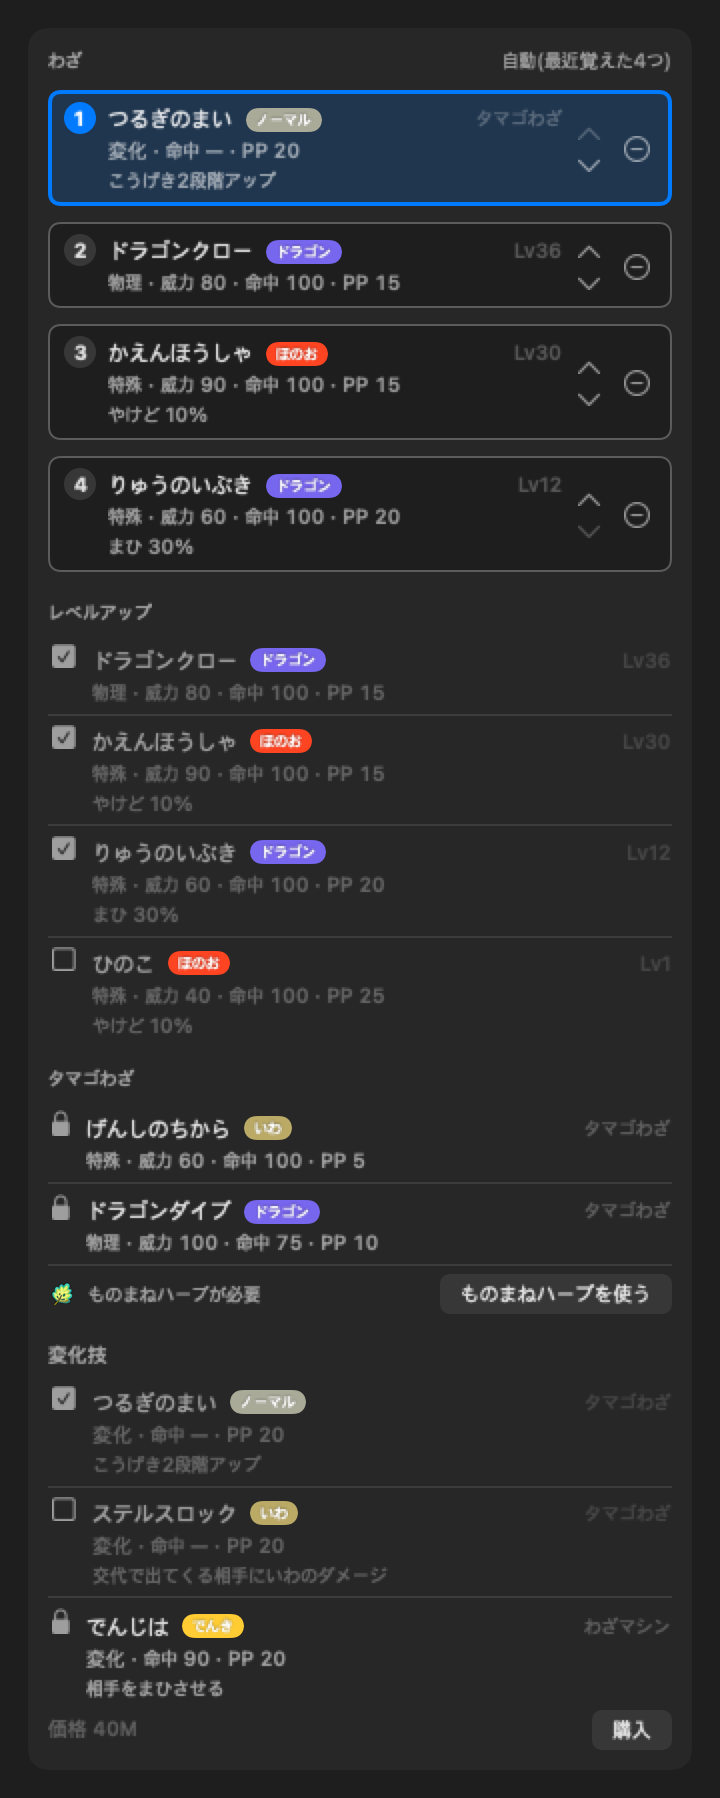 わざ 自動(最近覚えた4つ)
1 つるぎのまい ノーマル タマゴわざ
変化・命中 ー・PP 20
こうげき2段階アップ
2 ドラゴンクロー ドラゴン Lv36
物理・威力 80・命中 100・PP 15
3 かえんほうしゃ ほのお Lv30
特殊・威力 90・命中 100・PP 15
やけど 10%
4 りゅうのいぶき ドラゴン Lv12
特殊・威力 60・命中 100・PP 20
まひ 30%
レベルアップ
ドラゴンクロー ドラゴン Lv36
物理・威力 80・命中 100・PP 15
かえんほうしゃ ほのお Lv30
特殊・威力 90・命中 100・PP 15
やけど 10%
りゅうのいぶき ドラゴン Lv12
特殊・威力 60・命中 100・PP 20
まひ 30%
ひのこ ほのお Lv1
特殊・威力 40・命中 100・PP 25
やけど 10%
タマゴわざ
げんしのちから いわ タマゴわざ
特殊・威力 60・命中 100・PP 5
ドラゴンダイブ ドラゴン タマゴわざ
物理・威力 100・命中 75・PP 10
ものまねハーブが必要 ものまねハーブを使う
変化技
つるぎのまい ノーマル タマゴわざ
変化・命中 ー・PP 20
こうげき2段階アップ
ステルスロック いわ タマゴわざ
変化・命中 ー・PP 20
交代で出てくる相手にいわのダメージ
でんじは でんき わざマシン
変化・命中 90・PP 20
相手をまひさせる
価格 40M 購入